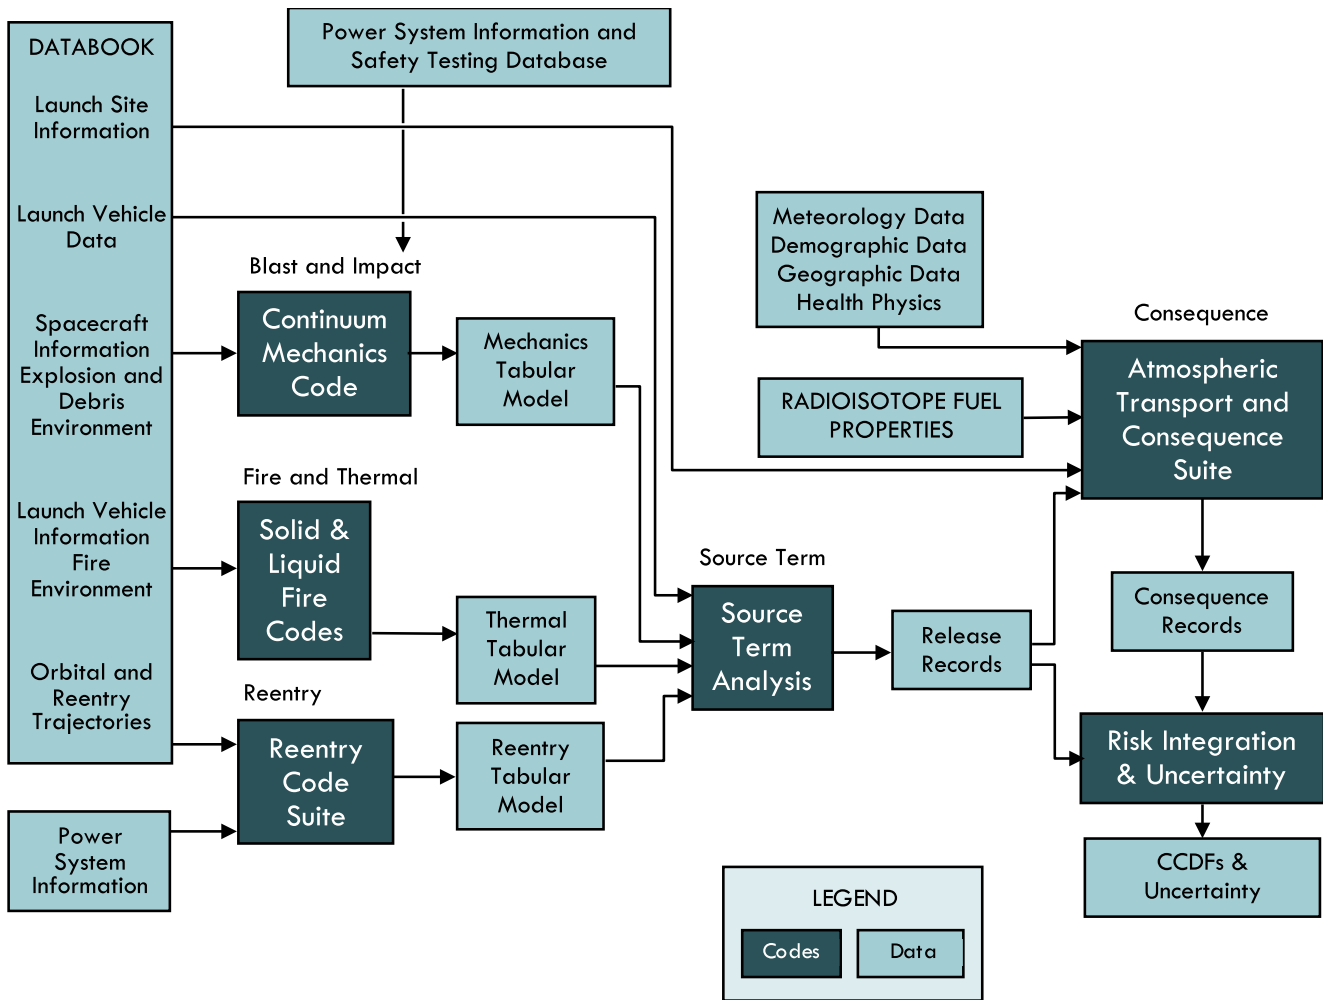 DATABOOK
Launch Site
Information
Launch Vehicle
Data
Spacecraft
Information
Explosion and
Debris
Environment
Launch Vehicle
Information
Fire
Environment
Orbital and
Reentry
Trajectories
Power
System
Information
Power System Information and
Safety Testing Database
Blast and Impact
Continuum
Mechanics
Code
Mechanics
Tabular
Model
Fire and Thermal
Solid &
Liquid
Fire
Codes
Thermal
Tabular
Model
Reentry
Reentry
Code
Suite
Reentry
Tabular
Model
Source Term
Source
Term
Analysis
Release
Records
Meteorology Data
Demographic Data
Geographic Data
Health Physics
RADIOISOTOPE FUEL
PROPERTIES
Consequence
Atmospheric
Transport and
Consequence
Suite
Consequence
Records
Risk Integration
& Uncertainty
CCDFs &
Uncertainty
LEGEND
Codes
Data